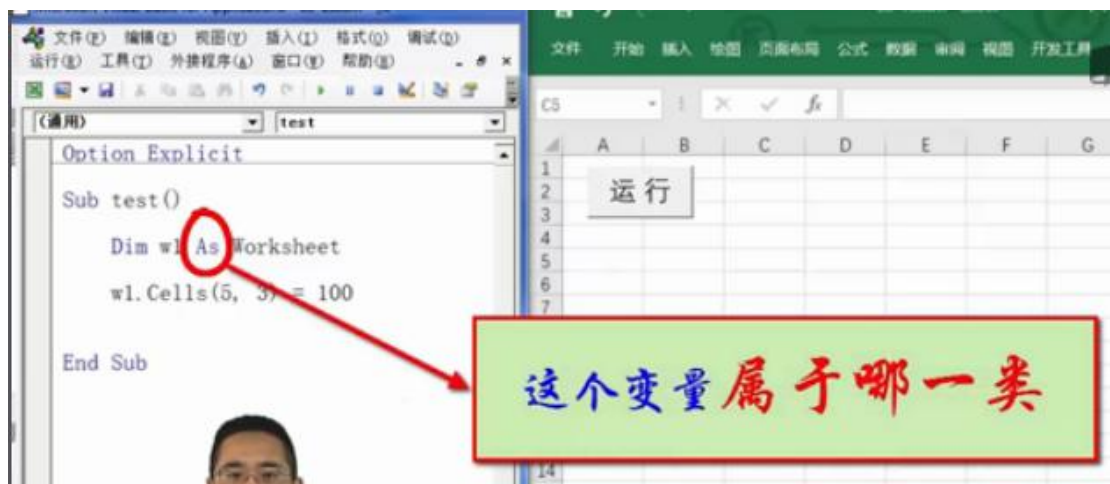 文件(F) 编辑(E) 视图(V) 插入(I) 格式(O) 调试(D)
运行(R) 工具(T) 外接程序(A) 窗口(W) 帮助(H)
(通用) test
Option Explicit
Sub test()
Dim w1 As Worksheet
w1.Cells(5, 3) = 100
End Sub
文件 开始 插入 绘图 页面布局 公式 数据 审阅 视图 开发工
C5 fx
A B C D E F G
1
2
运行
3
4
5
6
7
这个变量属于哪一类
14